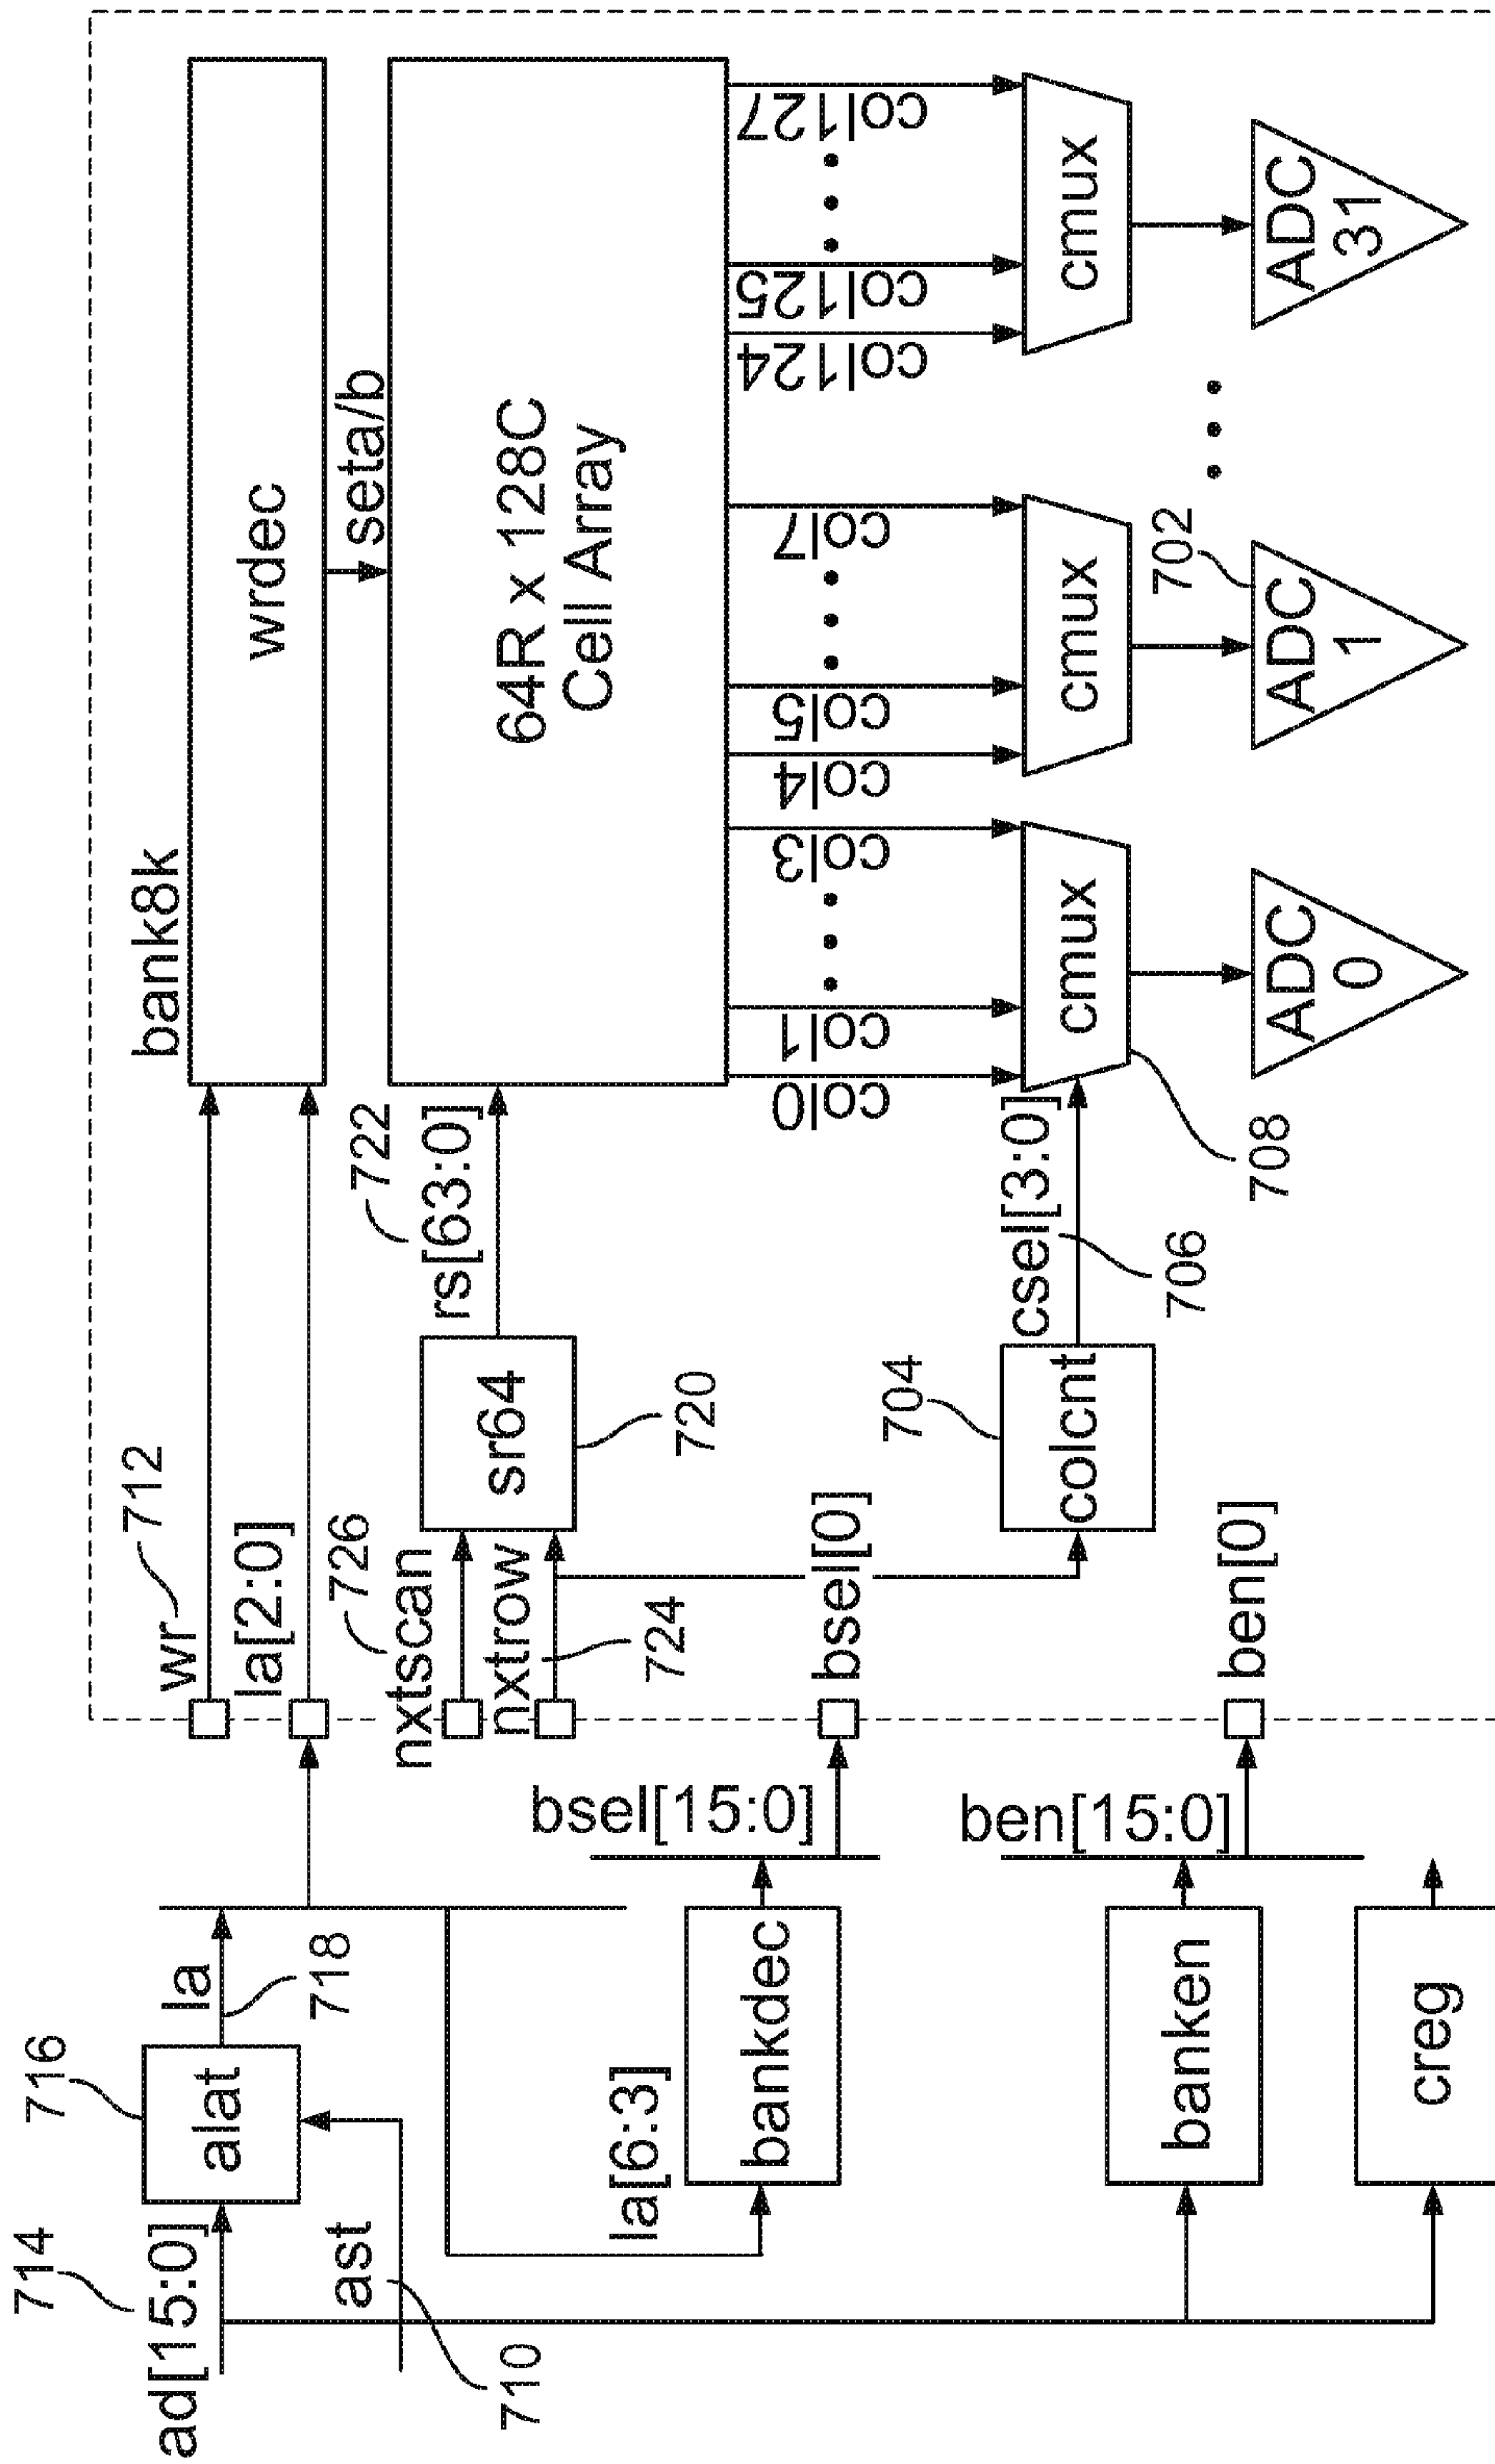 714
ad[15:0]
716
alat
la
718
ast
710
la[6:3]
bankdec
bsel[15:0]
banken
ben[15:0]
creg
bank8k
wr
712
la[2:0]
726
nxtscan
nxtrow
724
sr64
720
722
rs[63:0]
bsel[0]
704
colcnt
csel[3:0]
706
ben[0]
wrdec
seta/b
64R x 128C
Cell Array
col0
col1
col3
col4
col5
col7
col124
col125
col127
cmux
708
cmux
cmux
ADC
0
ADC
1
702
ADC
31